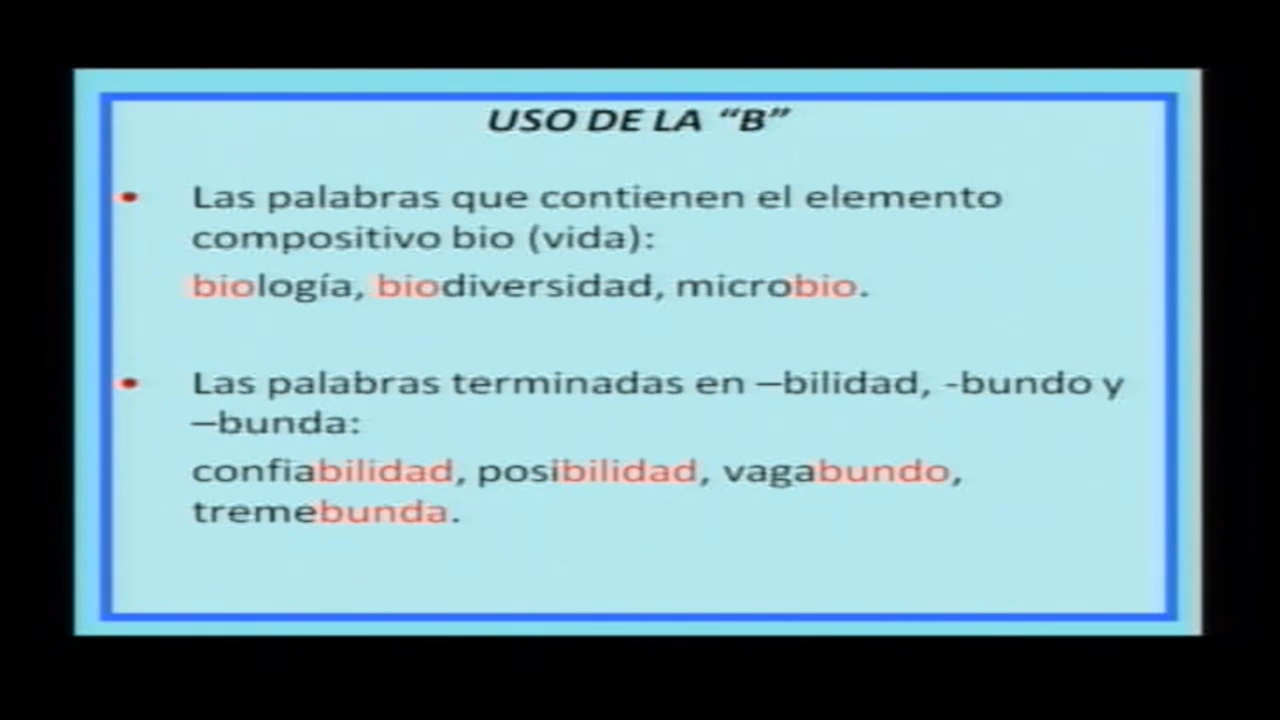 USO DE LA “B”
• Las palabras que contienen el elemento
compositivo bio (vida):
biología, biodiversidad, microbio.
• Las palabras terminadas en –bilidad, -bundo y
–bunda:
confiabilidad, posibilidad, vagabundo,
tremebunda.